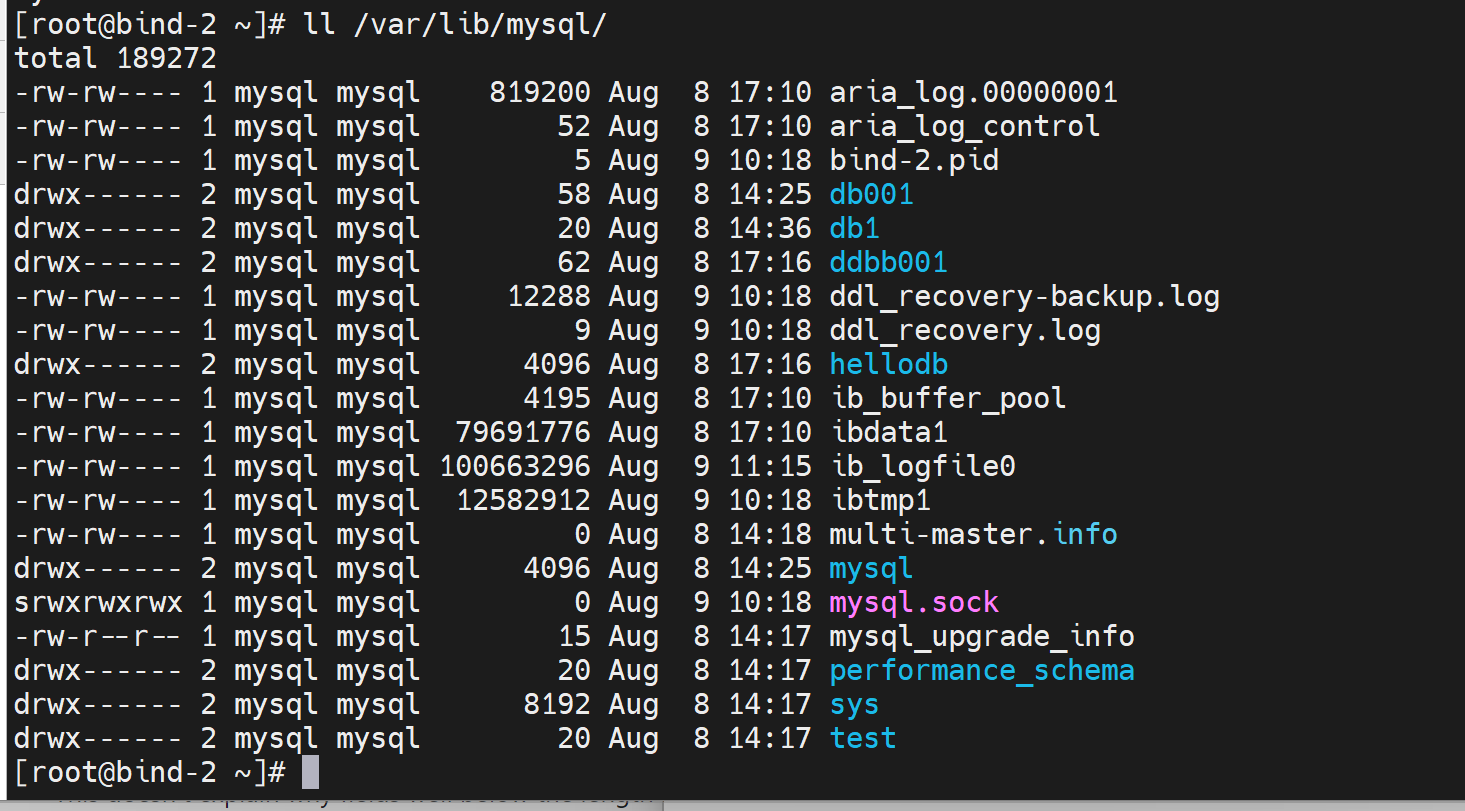 [root@bind-2 ~]# ll /var/lib/mysql/
total 189272
-rw-rw---- 1 mysql mysql    819200 Aug  8 17:10 aria_log.00000001
-rw-rw---- 1 mysql mysql        52 Aug  8 17:10 aria_log_control
-rw-rw---- 1 mysql mysql         5 Aug  9 10:18 bind-2.pid
drwx------ 2 mysql mysql        58 Aug  8 14:25 db001
drwx------ 2 mysql mysql        20 Aug  8 14:36 db1
drwx------ 2 mysql mysql        62 Aug  8 17:16 ddbb001
-rw-rw---- 1 mysql mysql     12288 Aug  9 10:18 ddl_recovery-backup.log
-rw-rw---- 1 mysql mysql         9 Aug  9 10:18 ddl_recovery.log
drwx------ 2 mysql mysql      4096 Aug  8 17:16 hellodb
-rw-rw---- 1 mysql mysql      4195 Aug  8 17:10 ib_buffer_pool
-rw-rw---- 1 mysql mysql  79691776 Aug  8 17:10 ibdata1
-rw-rw---- 1 mysql mysql 100663296 Aug  9 11:15 ib_logfile0
-rw-rw---- 1 mysql mysql  12582912 Aug  9 10:18 ibtmp1
-rw-rw---- 1 mysql mysql         0 Aug  8 14:18 multi-master.info
drwx------ 2 mysql mysql      4096 Aug  8 14:25 mysql
srwxrwxrwx 1 mysql mysql         0 Aug  9 10:18 mysql.sock
-rw-r--r-- 1 mysql mysql        15 Aug  8 14:17 mysql_upgrade_info
drwx------ 2 mysql mysql        20 Aug  8 14:17 performance_schema
drwx------ 2 mysql mysql      8192 Aug  8 14:17 sys
drwx------ 2 mysql mysql        20 Aug  8 14:17 test
[root@bind-2 ~]#